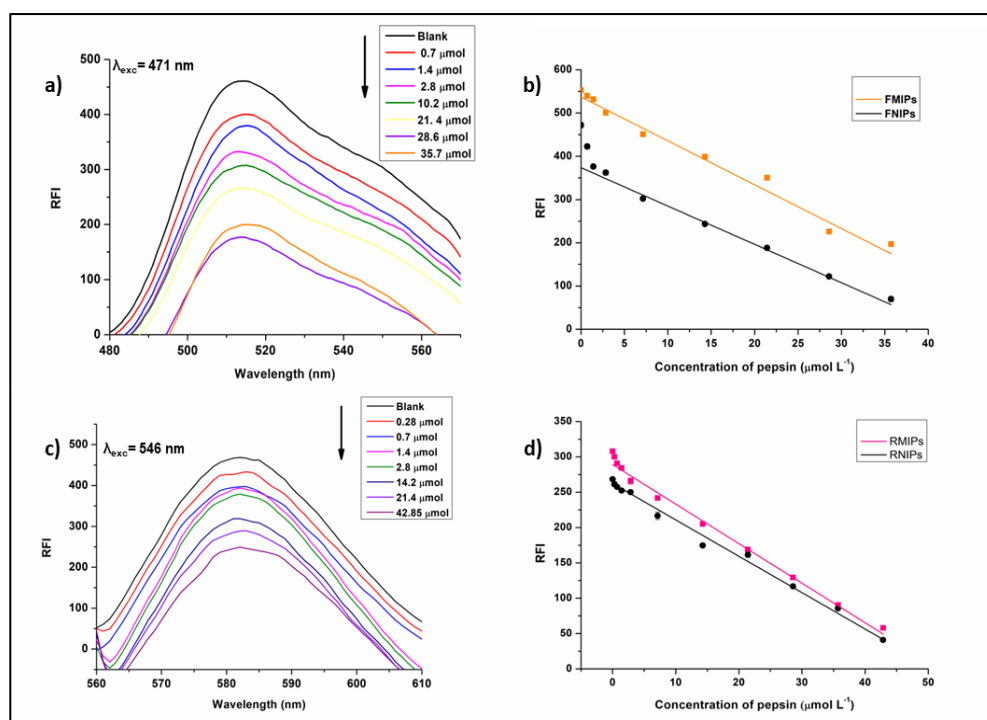 a)
λexc= 471 nm
Blank
0.7 μmol
1.4 μmol
2.8 μmol
10.2 μmol
21. 4 μmol
28.6 μmol
35.7 μmol
500
400
300
200
100
0
RFI
480 500 520 540 560
Wavelength (nm)
b)
FMIPs
FNIPs
600
500
400
300
200
100
0
RFI
0 5 10 15 20 25 30 35 40
Concentration of pepsin (μmol L⁻¹)
c)
λexc= 546 nm
Blank
0.28 μmol
0.7 μmol
1.4 μmol
2.8 μmol
14.2 μmol
21.4 μmol
42.85 μmol
500
400
300
200
100
0
RFI
560 570 580 590 600 610
Wavelength (nm)
d)
RMIPs
RNIPs
350
300
250
200
150
100
50
0
RFI
0 10 20 30 40 50
Concentration of pepsin (μmol L⁻¹)